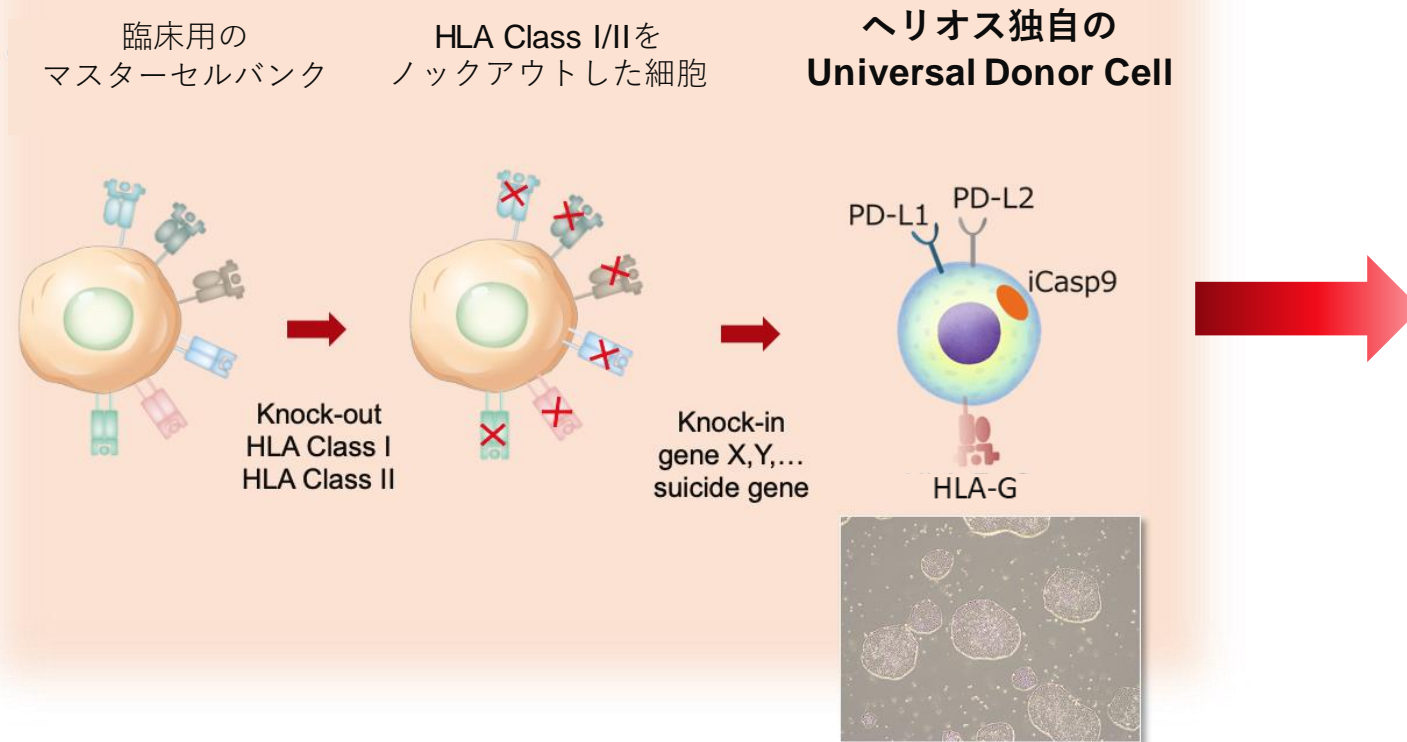 臨床用の
マスターセルバンク
HLA Class I/IIを
ノックアウトした細胞
ヘリオス独自の
Universal Donor Cell
Knock-out
HLA Class I
HLA Class II
Knock-in
gene X,Y,...
suicide gene
PD-L1
PD-L2
iCasp9
HLA-G